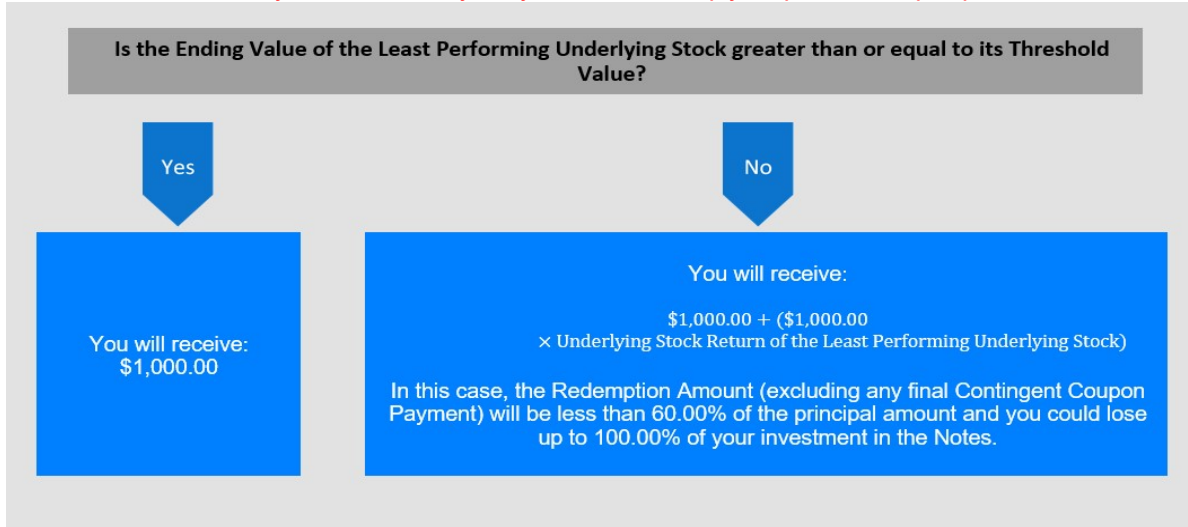 Is the Ending Value of the Least Performing Underlying Stock greater than or equal to its Threshold
Value?
Yes
No
You will receive:
$1,000.00
You will receive:
$1,000.00 + ($1,000.00
× Underlying Stock Return of the Least Performing Underlying Stock)
In this case, the Redemption Amount (excluding any final Contingent Coupon
Payment) will be less than 60.00% of the principal amount and you could lose
up to 100.00% of your investment in the Notes.